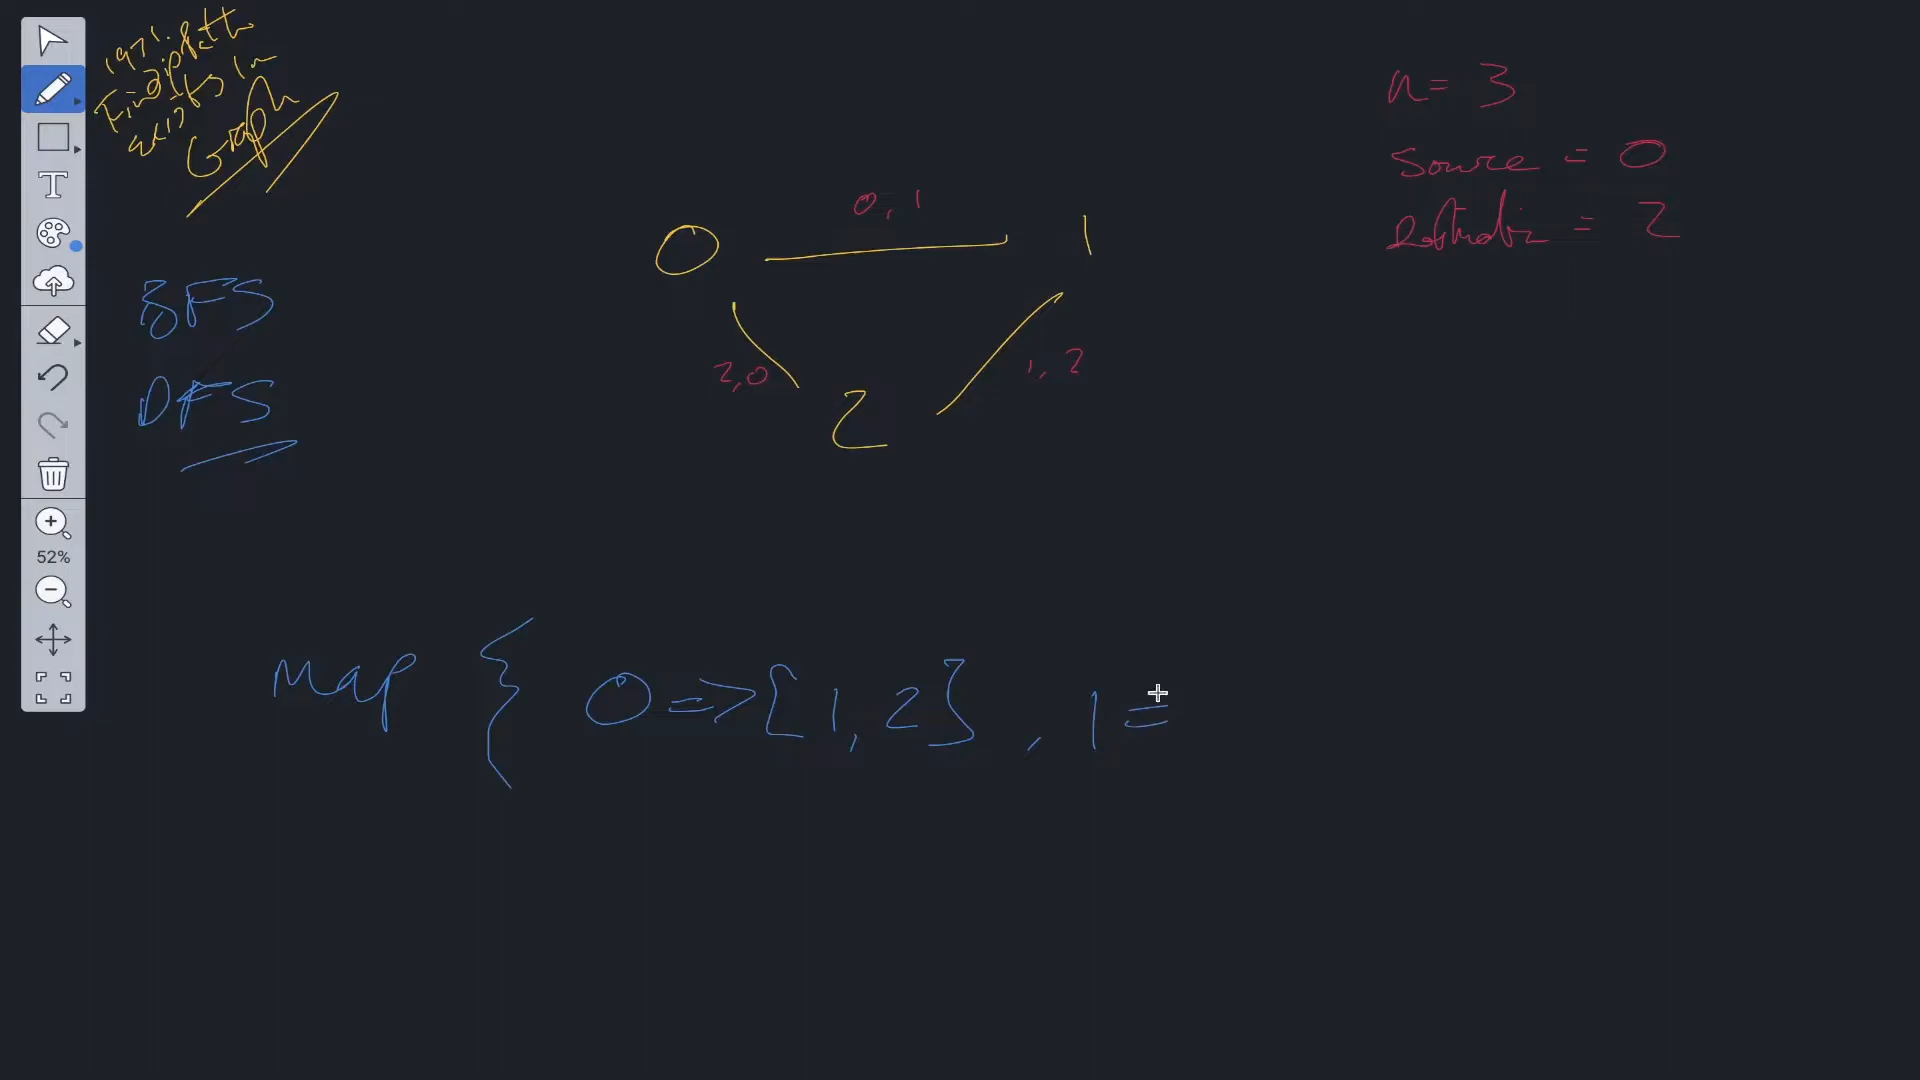 1971.
Find if Path
Exists in
Graph
n = 3
Source = 0
= 2
0, 1
0
1
2, 0
1, 2
2
BFS
DFS
T
52%
Map { 0 => [1, 2] , 1 =